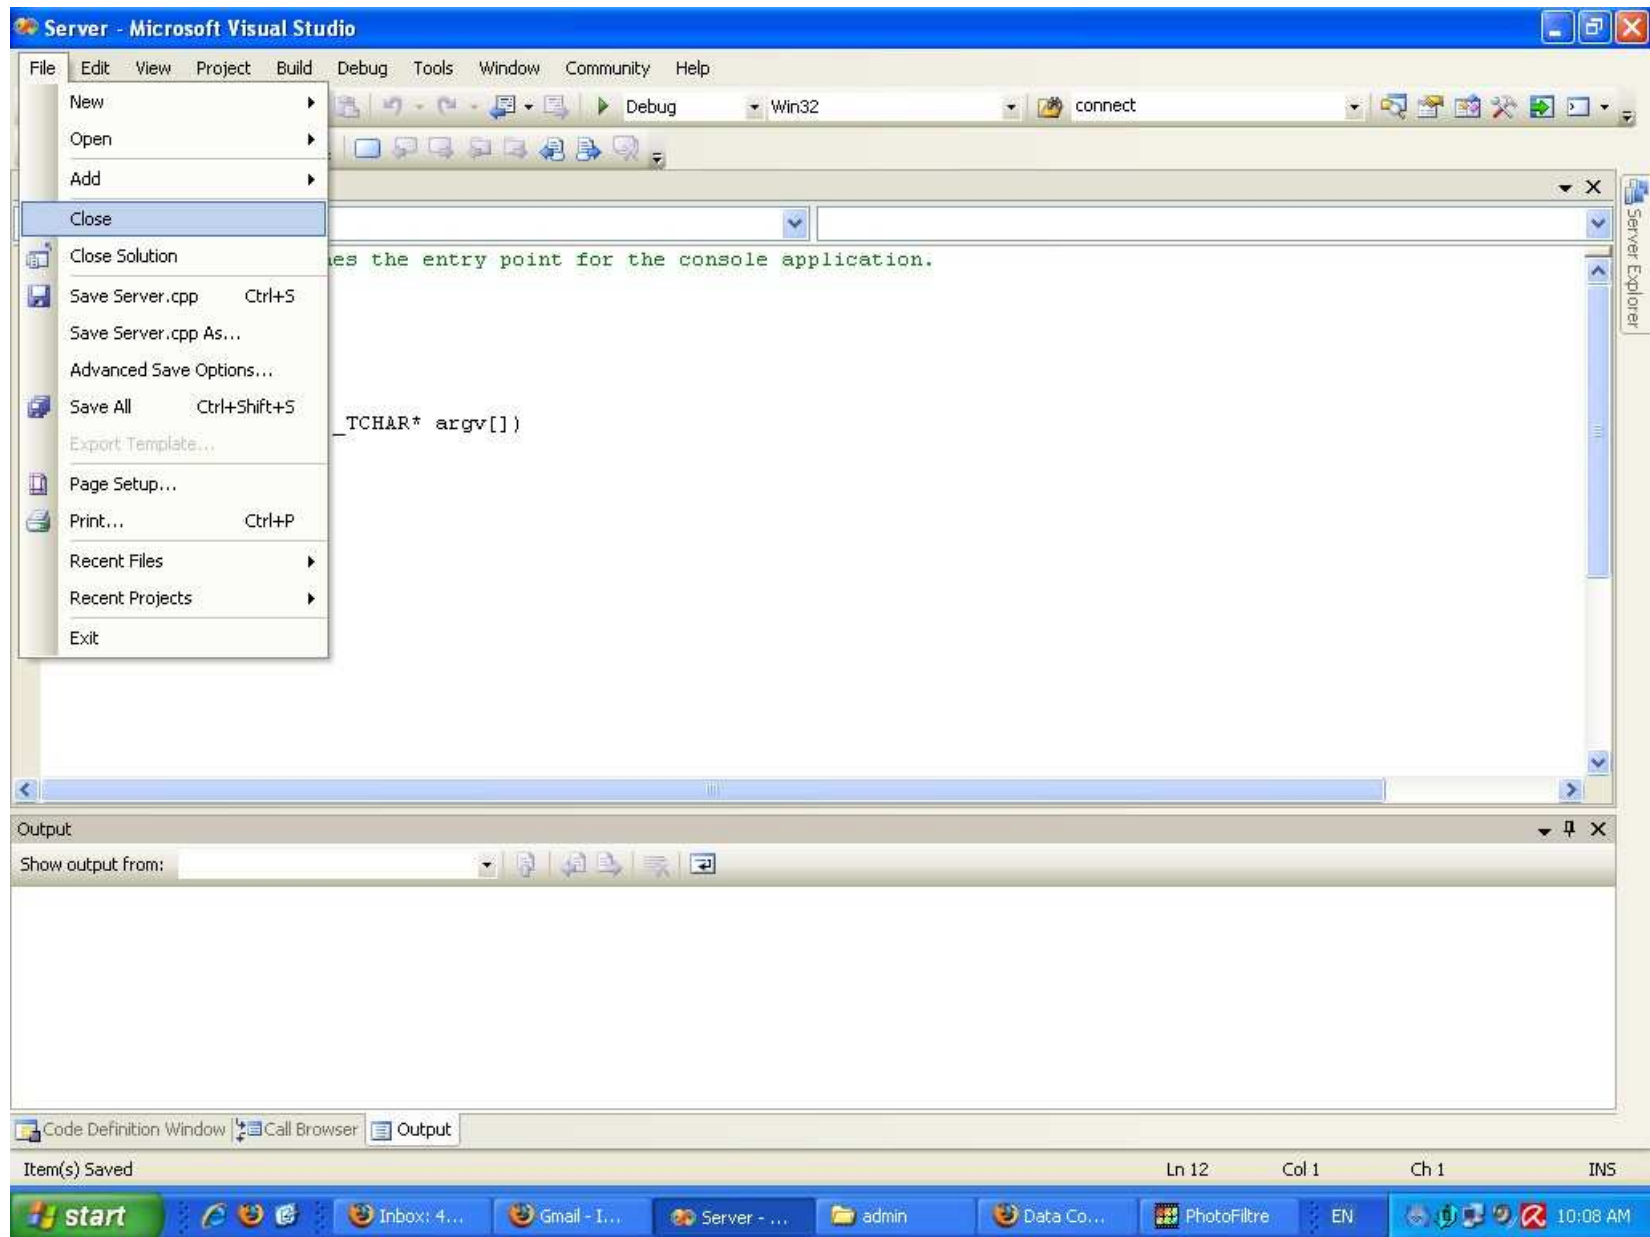 Server - Microsoft Visual Studio
File Edit View Project Build Debug Tools Window Community Help
New
Debug Win32 connect
Open
Add
Close
Close Solution
es the entry point for the console application.
Save Server.cpp Ctrl+S
Save Server.cpp As...
Advanced Save Options...
Save All Ctrl+Shift+S
_TCHAR* argv[])
Export Template...
Page Setup...
Print... Ctrl+P
Recent Files
Recent Projects
Exit
Server Explorer
Output
Show output from:
Code Definition Window Call Browser Output
Item(s) Saved Ln 12 Col 1 Ch 1 INS
start Inbox: 4... Gmail - I... Server - ... admin Data Co... PhotoFiltre EN 10:08 AM